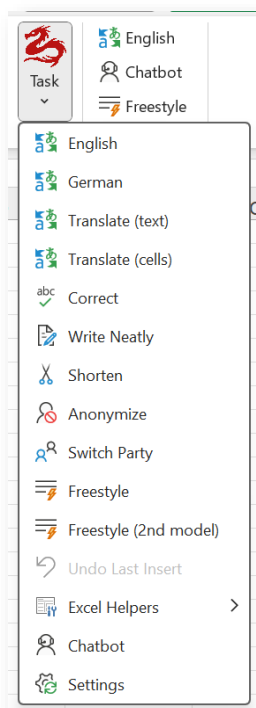 Task
English
Chatbot
Freestyle
English
German
Translate (text)
Translate (cells)
abc
Correct
Write Neatly
Shorten
Anonymize
Switch Party
Freestyle
Freestyle (2nd model)
Undo Last Insert
Excel Helpers
Chatbot
Settings